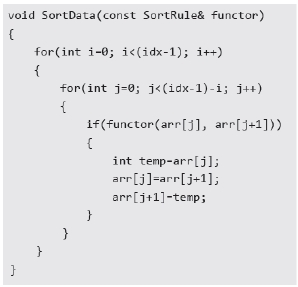 void SortData(const SortRule& functor)
{
for(int i=0; i<(idx-1); i++)
{
for(int j=0; j<(idx-1)-i; j++)
{
if(functor(arr[j], arr[j+1]))
{
int temp=arr[j];
arr[j]=arr[j+1];
arr[j+1]=temp;
}
}
}
}